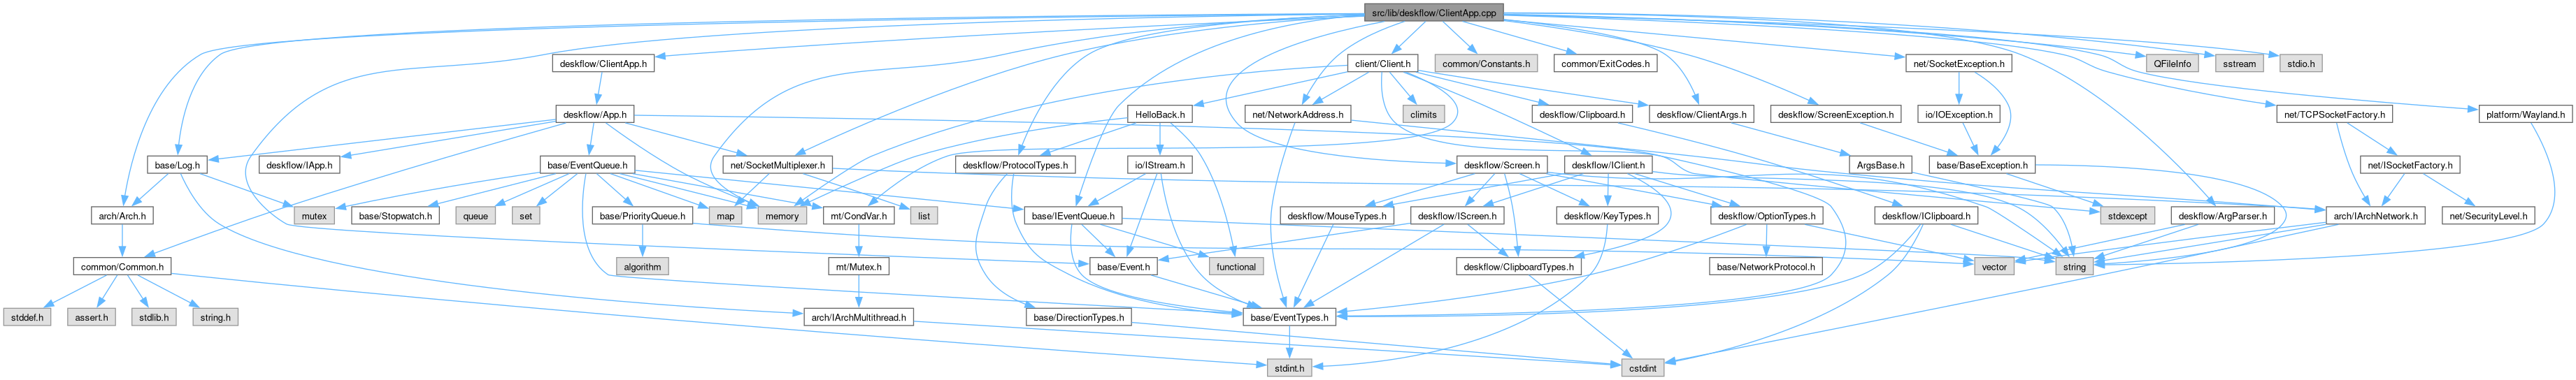 src/lib/deskflow/ClientApp.cpp
deskflow/ClientApp.h
client/Client.h
common/Constants.h
common/ExitCodes.h
net/SocketException.h
QFileInfo
sstream
stdio.h
deskflow/App.h
HelloBack.h
net/NetworkAddress.h
climits
deskflow/Clipboard.h
deskflow/ClientArgs.h
deskflow/ScreenException.h
io/IOException.h
net/TCPSocketFactory.h
platform/Wayland.h
base/Log.h
deskflow/IApp.h
base/EventQueue.h
net/SocketMultiplexer.h
deskflow/ProtocolTypes.h
io/IStream.h
deskflow/Screen.h
deskflow/IClient.h
ArgsBase.h
base/BaseException.h
net/ISocketFactory.h
arch/Arch.h
mutex
base/Stopwatch.h
queue
set
base/PriorityQueue.h
map
memory
mt/CondVar.h
list
base/IEventQueue.h
deskflow/MouseTypes.h
deskflow/IScreen.h
deskflow/KeyTypes.h
deskflow/OptionTypes.h
deskflow/IClipboard.h
stdexcept
deskflow/ArgParser.h
arch/IArchNetwork.h
net/SecurityLevel.h
common/Common.h
algorithm
mt/Mutex.h
base/Event.h
functional
deskflow/ClipboardTypes.h
base/NetworkProtocol.h
vector
string
stddef.h
assert.h
stdlib.h
string.h
arch/IArchMultithread.h
base/DirectionTypes.h
base/EventTypes.h
stdint.h
cstdint